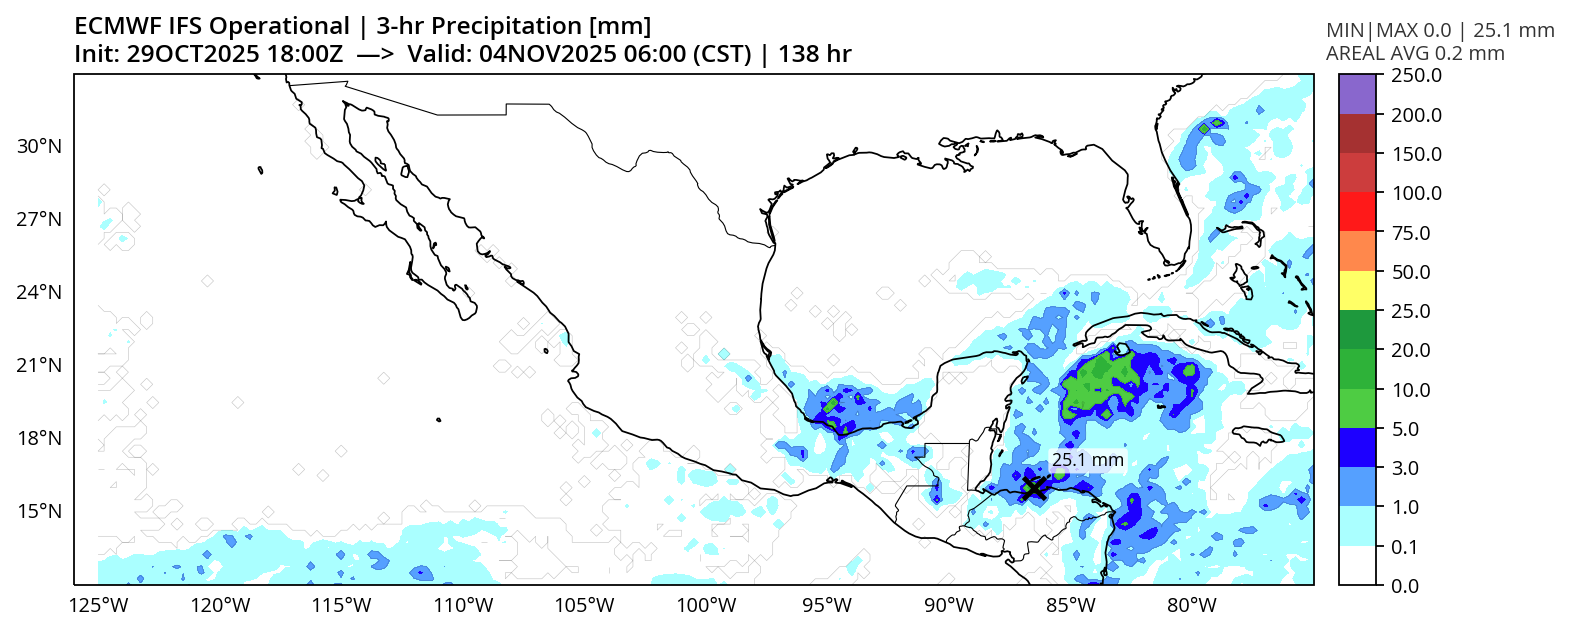 ECMWF IFS Operational | 3-hr Precipitation [mm]
Init: 29OCT2025 18:00Z —> Valid: 04NOV2025 06:00 (CST) | 138 hr
MIN|MAX 0.0 | 25.1 mm
AREAL AVG 0.2 mm
250.0
200.0
150.0
100.0
75.0
50.0
25.0
20.0
10.0
5.0
3.0
1.0
0.1
0.0
30°N
27°N
24°N
21°N
18°N
15°N
25.1 mm
125°W 120°W 115°W 110°W 105°W 100°W 95°W 90°W 85°W 80°W